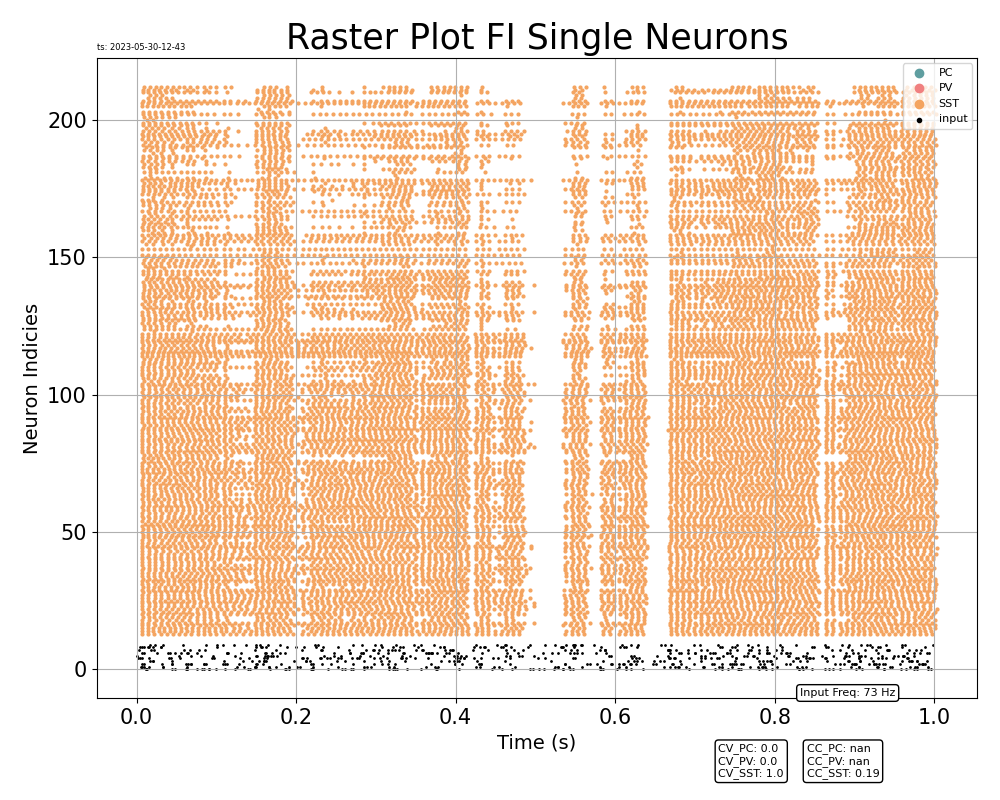 Raster Plot FI Single Neurons
ts: 2023-05-30-12-43
PC
PV
SST
input
200
150
100
50
0
Neuron Indicies
0.0 0.2 0.4 0.6 0.8 1.0
Input Freq: 73 Hz
Time (s)
CV_PC: 0.0
CV_PV: 0.0
CV_SST: 1.0
CC_PC: nan
CC_PV: nan
CC_SST: 0.19